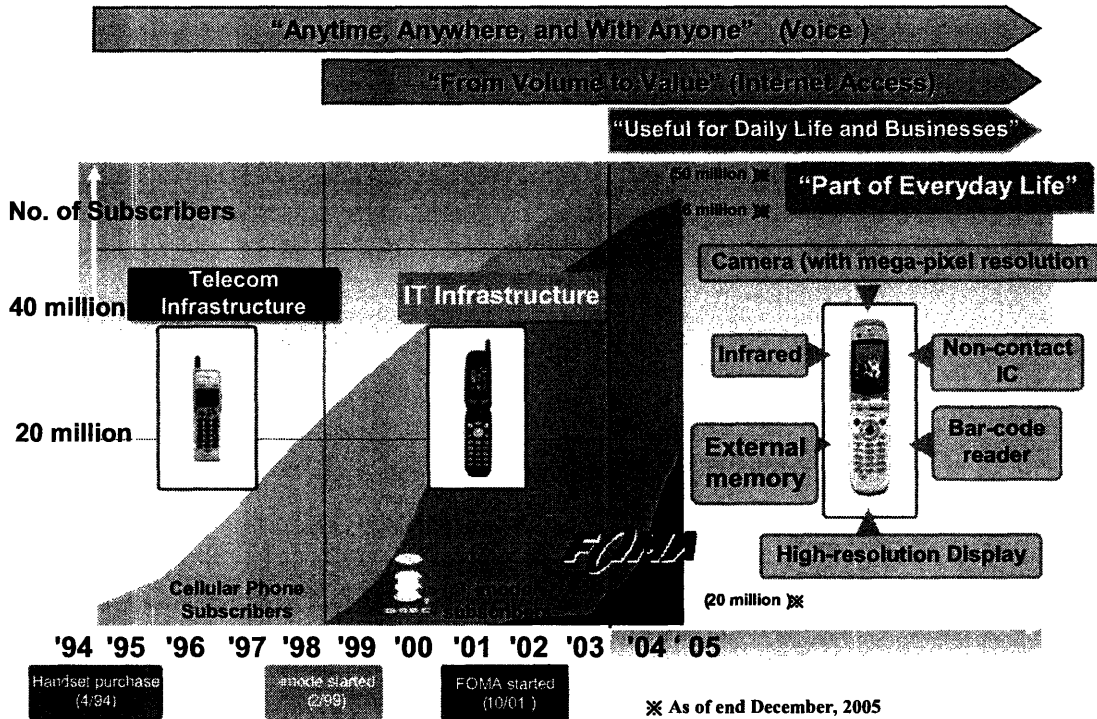 "Anytime, Anywhere, and With Anyone" (Voice )
"From Volume to Value" (Internet Access)
"Useful for Daily Life and Businesses"
(50 million )※
"Part of Everyday Life"
No. of Subscribers
6 million )※
Camera (with mega-pixel resolution
Telecom
Infrastructure
IT Infrastructure
40 million
Infrared
Non-contact
IC
20 million
External
memory
Bar-code
reader
FOMA
High-resolution Display
Cellular Phone
Subscribers
(20 million )※
'94 '95 '96 '97 '98 '99 '00 '01 '02 '03 '04 ' 05
Handset purchase
(4/94)
i-mode started
(2/99)
FOMA started
(10/01 )
※ As of end December, 2005